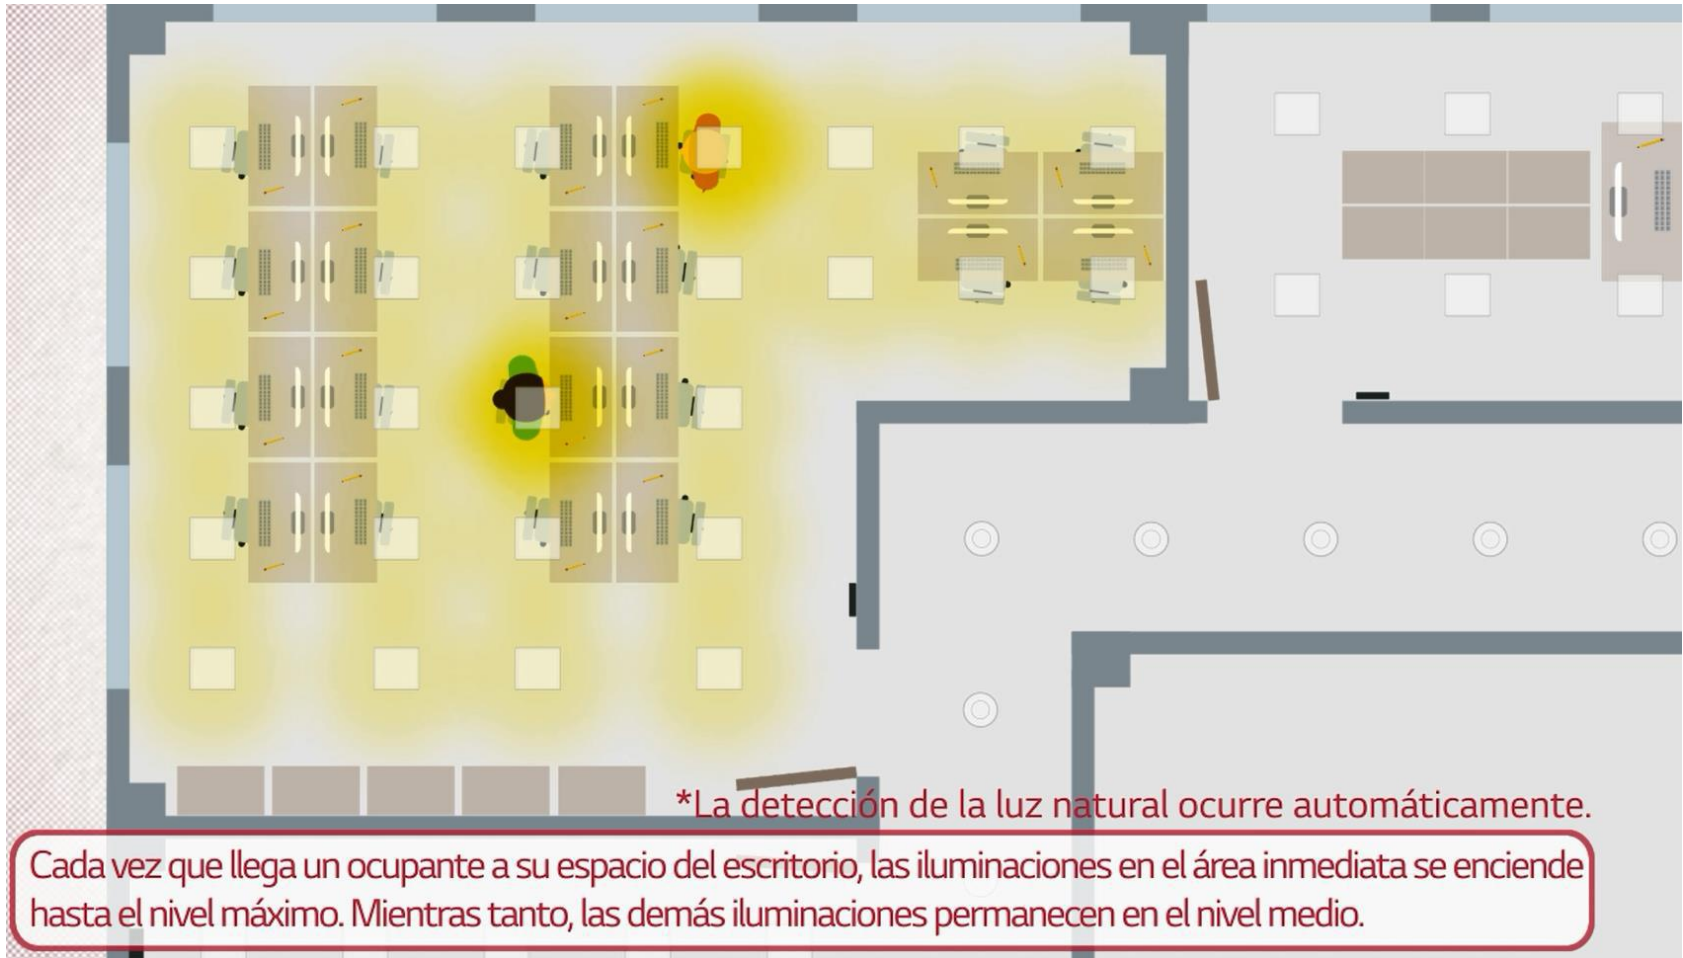 *La detección de la luz natural ocurre automáticamente.
Cada vez que llega un ocupante a su espacio del escritorio, las iluminaciones en el área inmediata se enciende
hasta el nivel máximo. Mientras tanto, las demás iluminaciones permanecen en el nivel medio.